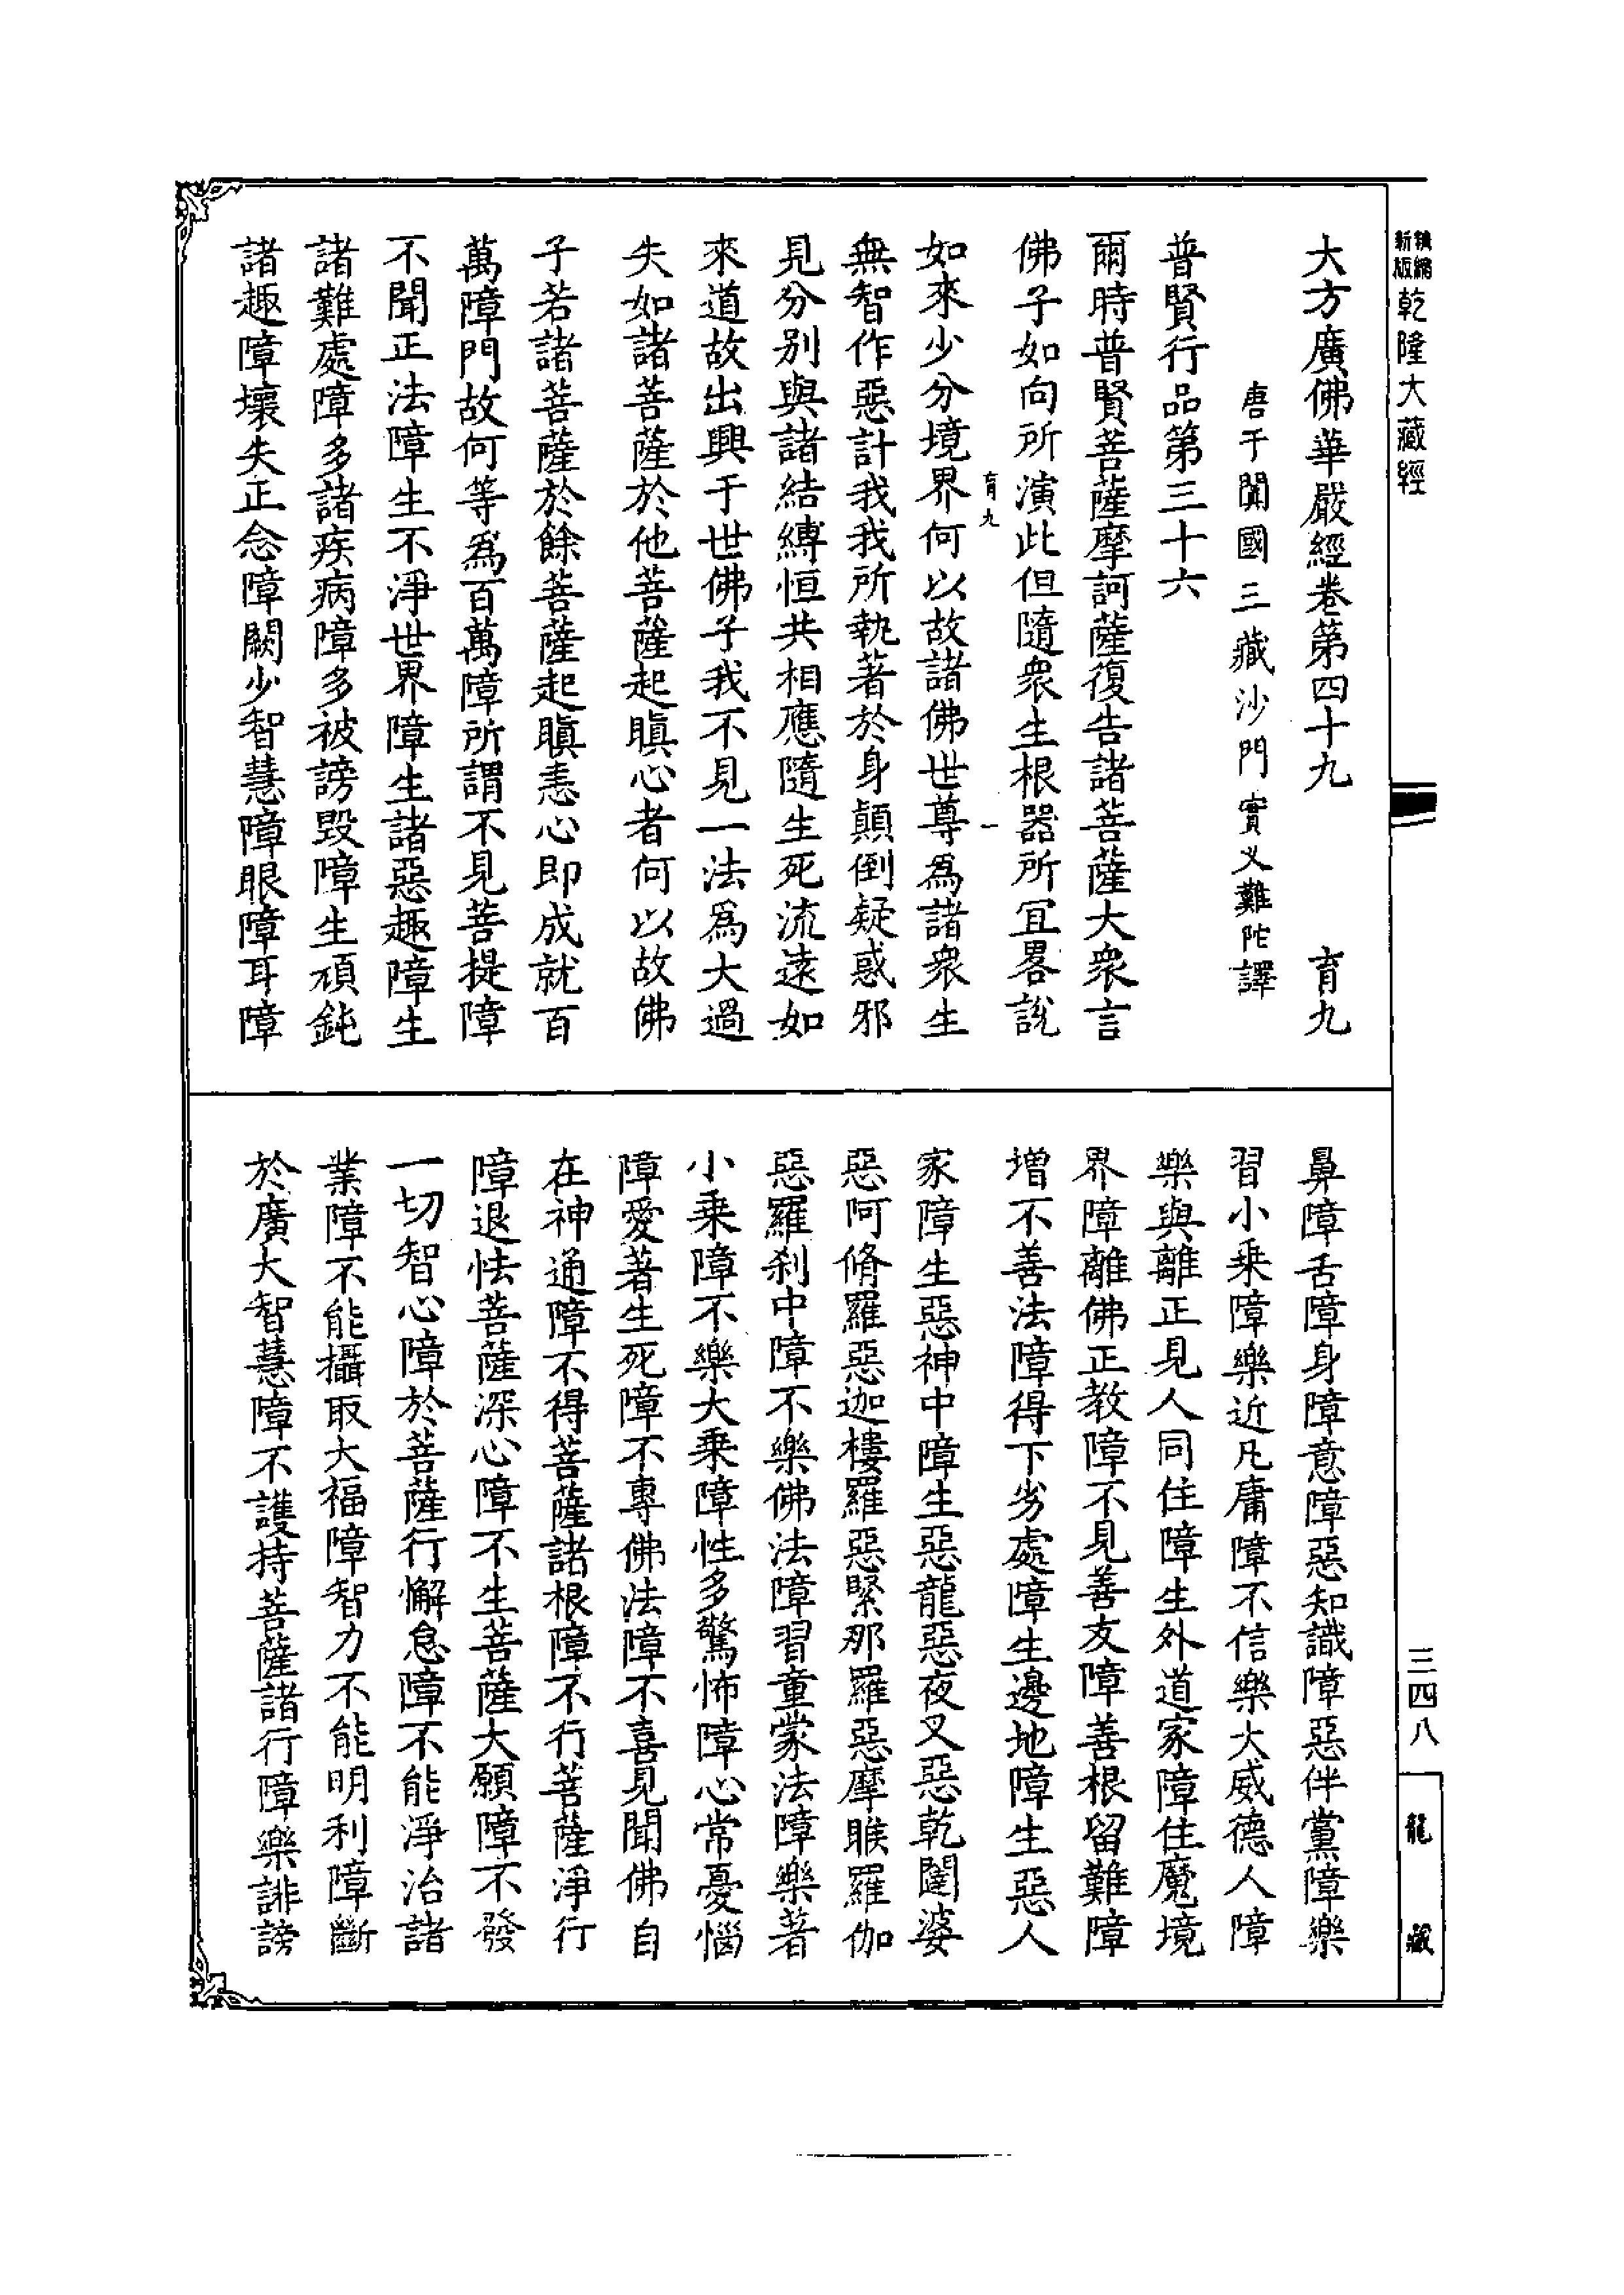 精編新版乾隆大藏經
三四八
龍藏
大方廣佛華嚴經卷第四十九 育九
唐于闐國三藏沙門實叉難陀譯
普賢行品第三十六
爾時普賢菩薩摩訶薩復告諸菩薩大衆言
佛子如向所演此但隨衆生根器所宜畧說
育九 一
如來少分境界何以故諸佛世尊爲諸衆生
無智作惡計我我所執著於身顛倒疑惑邪
見分別與諸結縛恒共相應隨生死流遠如
來道故出興于世佛子我不見一法爲大過
失如諸菩薩於他菩薩起瞋心者何以故佛
子若諸菩薩於餘菩薩起瞋恚心即成就百
萬障門故何等爲百萬障所謂不見菩提障
不聞正法障生不淨世界障生諸惡趣障生
諸難處障多諸疾病障多被謗毀障生頑鈍
諸趣障壞失正念障闕少智慧障眼障耳障
鼻障舌障身障意障惡知識障惡伴黨障樂
習小乘障樂近凡庸障不信樂大威德人障
樂與離正見人同住障生外道家障住魔境
界障離佛正教障不見善友障善根留難障
增不善法障得下劣處障生邊地障生惡人
家障生惡神中障生惡龍惡夜叉惡乾闥婆
惡阿脩羅惡迦樓羅惡緊那羅惡摩睺羅伽
惡羅刹中障不樂佛法障習童蒙法障樂著
小乘障不樂大乘障性多驚怖障心常憂惱
障愛著生死障不專佛法障不喜見聞佛自
在神通障不得菩薩諸根障不行菩薩淨行
障退怯菩薩深心障不生菩薩大願障不發
一切智心障於菩薩行懈怠障不能淨治諸
業障不能攝取大福障智力不能明利障斷
於廣大智慧障不護持菩薩諸行障樂誹謗